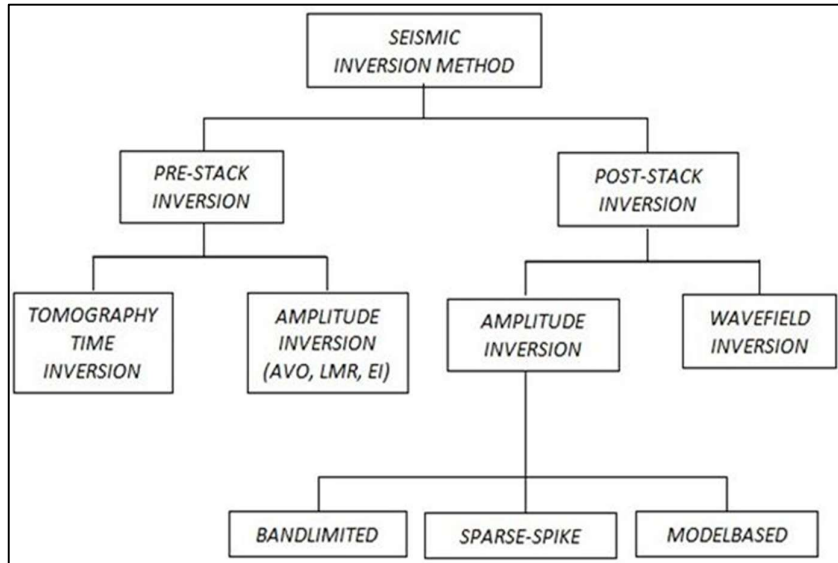 SEISMIC
INVERSION METHOD
PRE-STACK
INVERSION
POST-STACK
INVERSION
TOMOGRAPHY
TIME
INVERSION
AMPLITUDE
INVERSION
(AVO, LMR, EI)
AMPLITUDE
INVERSION
WAVEFIELD
INVERSION
BANDLIMITED
SPARSE-SPIKE
MODELBASED